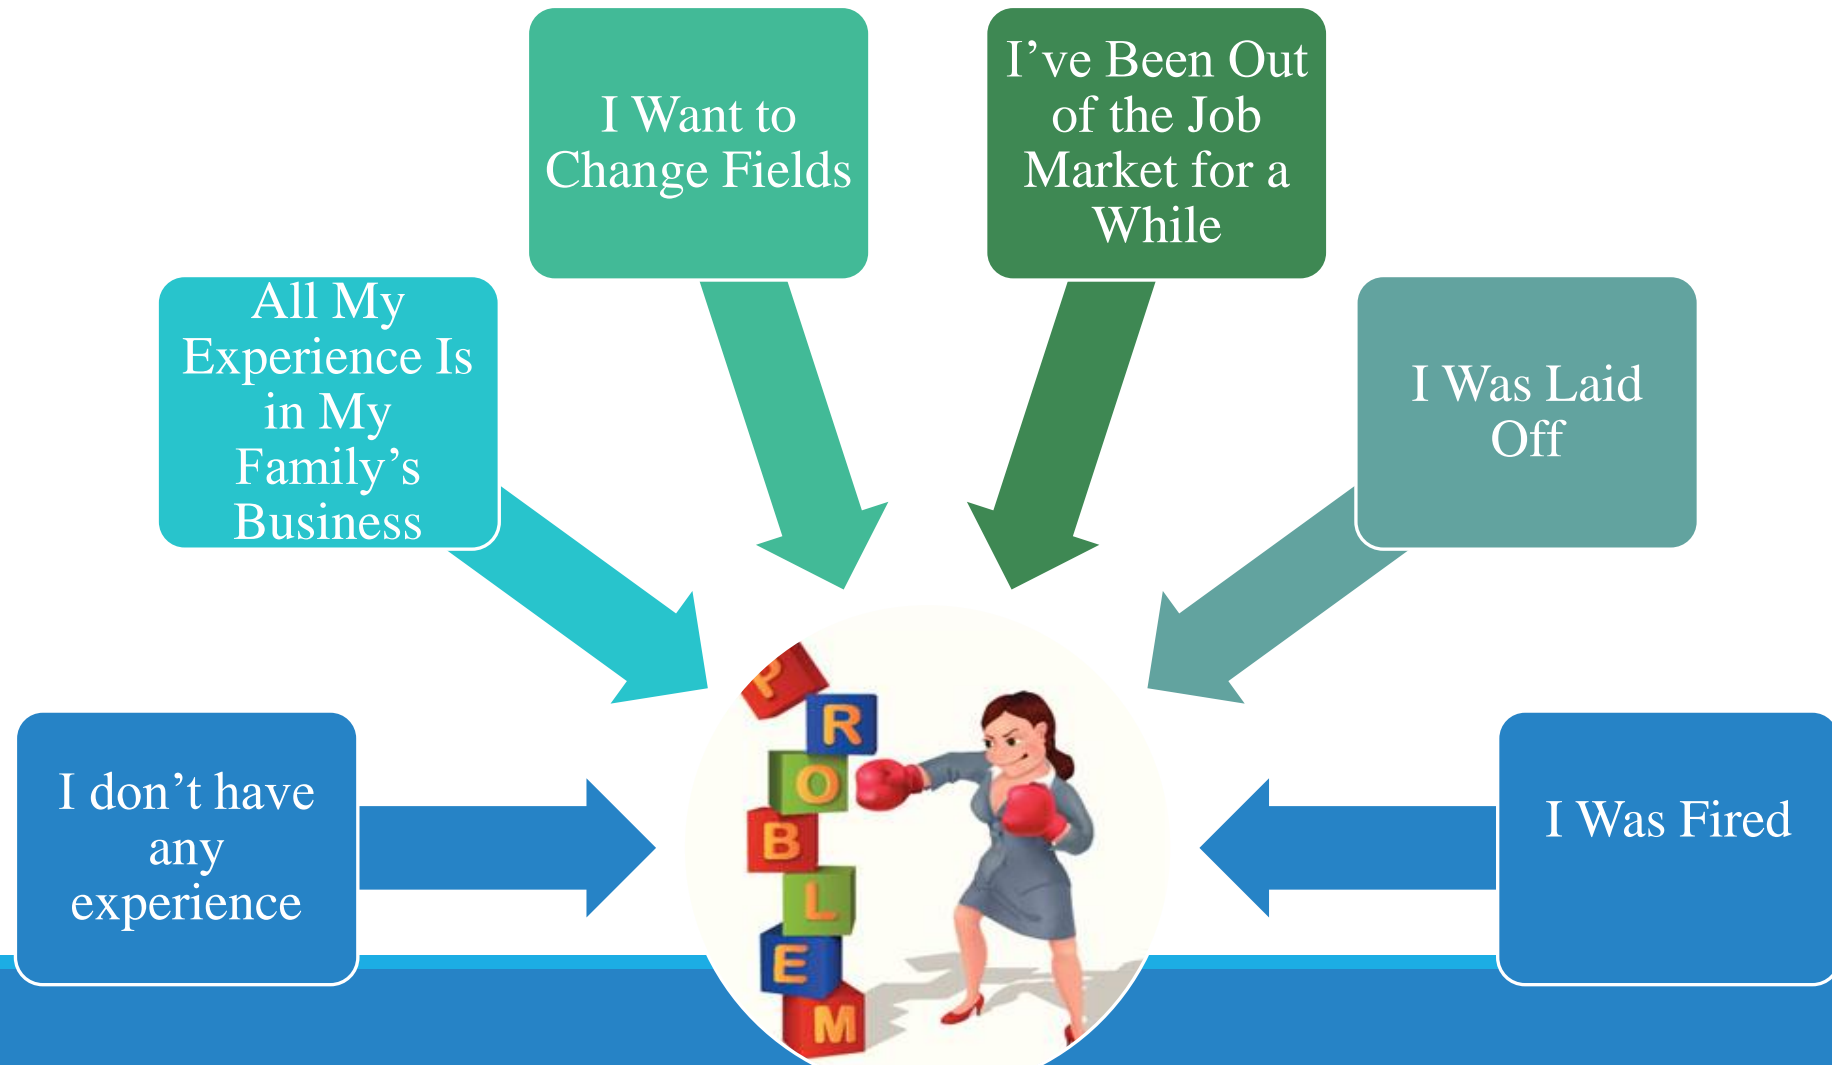 I don’t have
any
experience
All My
Experience Is
in My
Family’s
Business
I Want to
Change Fields
I’ve Been Out
of the Job
Market for a
While
I Was Laid
Off
I Was Fired
P
R
O
B
L
E
M